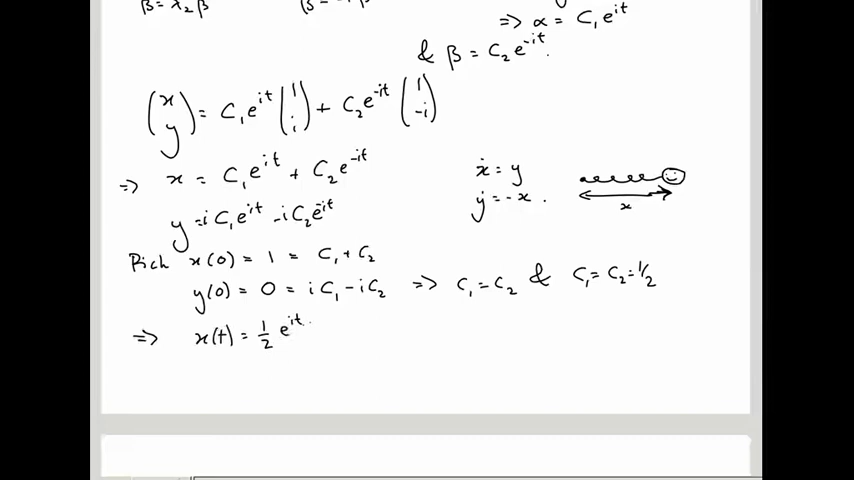 β = λ₂β
⇒ α = C₁e^{it}
& β = C₂e^{-it}.
(x y) = C₁e^{it} (1 i) + C₂e^{-it} (1 -i)
⇒ x = C₁e^{it} + C₂e^{-it}
ẋ = y
y = iC₁e^{it} - iC₂e^{-it}
ẏ = -x.
x
Pick x(0) = 1 = C₁ + C₂
y(0) = 0 = iC₁ - iC₂ ⇒ C₁ = C₂ & C₁ = C₂ = 1/2
⇒ x(t) = 1/2 e^{it}